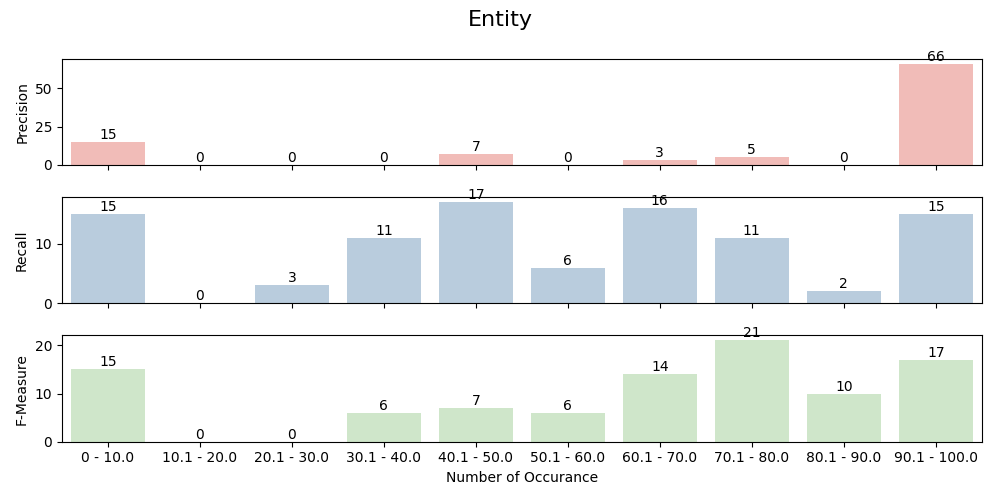 Entity
Precision
50
25
0
15
0
0
0
7
0
3
5
0
66
Recall
10
0
15
0
3
11
17
6
16
11
2
15
F-Measure
20
10
0
15
0
0
6
7
6
14
21
10
17
0 - 10.0
10.1 - 20.0
20.1 - 30.0
30.1 - 40.0
40.1 - 50.0
50.1 - 60.0
60.1 - 70.0
70.1 - 80.0
80.1 - 90.0
90.1 - 100.0
Number of Occurance